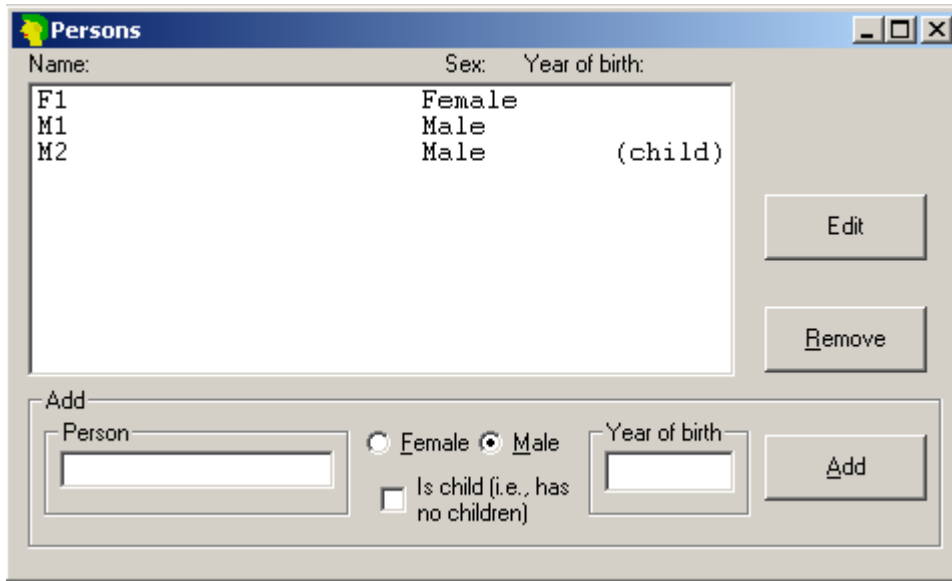 Persons
Name: Sex: Year of birth:
F1 Female
M1 Male
M2 Male (child)
Edit
Remove
Add
Person
Female Male
Is child (i.e., has
no children)
Year of birth
Add